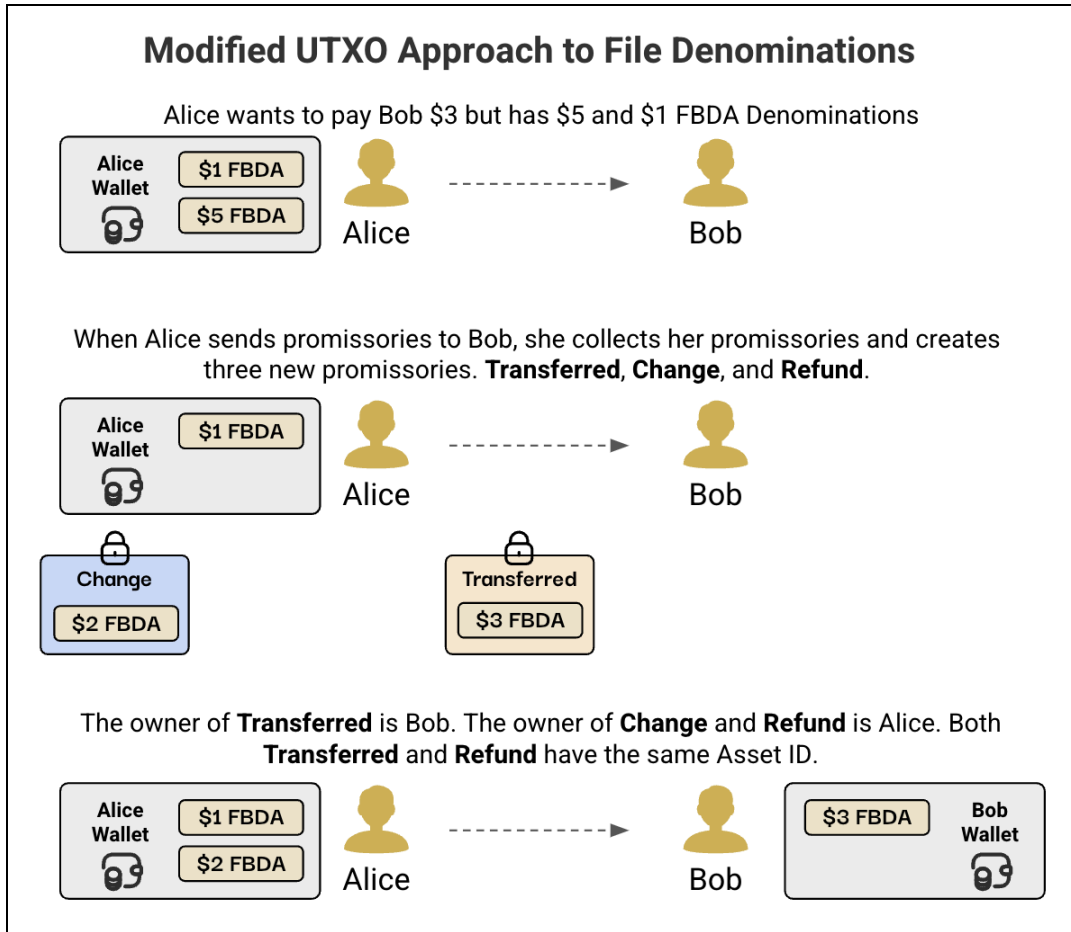 Modified UTXO Approach to File Denominations
Alice wants to pay Bob $3 but has $5 and $1 FBDA Denominations
Alice
Wallet
$1 FBDA
$5 FBDA
Alice
Bob
When Alice sends promissories to Bob, she collects her promissories and creates
three new promissories. Transferred, Change, and Refund.
Alice
Wallet
$1 FBDA
Alice
Bob
Change
$2 FBDA
Transferred
$3 FBDA
The owner of Transferred is Bob. The owner of Change and Refund is Alice. Both
Transferred and Refund have the same Asset ID.
Alice
Wallet
$1 FBDA
$2 FBDA
Alice
Bob
$3 FBDA
Bob
Wallet